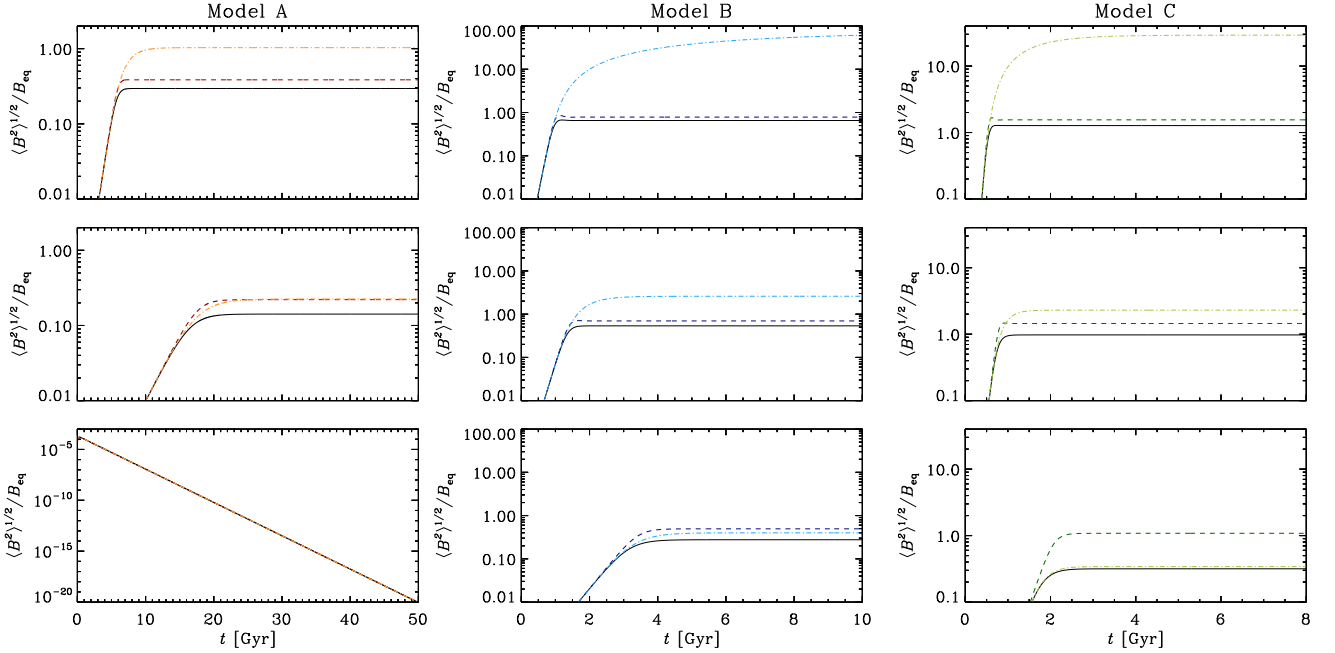 Model A
Model B
Model C
⟨B²⟩^{1/2}/B_eq
1.00
0.10
0.01
⟨B²⟩^{1/2}/B_eq
100.00
10.00
1.00
0.10
0.01
⟨B²⟩^{1/2}/B_eq
10.0
1.0
0.1
⟨B²⟩^{1/2}/B_eq
1.00
0.10
0.01
⟨B²⟩^{1/2}/B_eq
100.00
10.00
1.00
0.10
0.01
⟨B²⟩^{1/2}/B_eq
10.0
1.0
0.1
⟨B²⟩^{1/2}/B_eq
10⁻⁵
10⁻¹⁰
10⁻¹⁵
10⁻²⁰
0 10 20 30 40 50
t [Gyr]
⟨B²⟩^{1/2}/B_eq
100.00
10.00
1.00
0.10
0.01
0 2 4 6 8 10
t [Gyr]
⟨B²⟩^{1/2}/B_eq
10.0
1.0
0.1
0 2 4 6 8
t [Gyr]